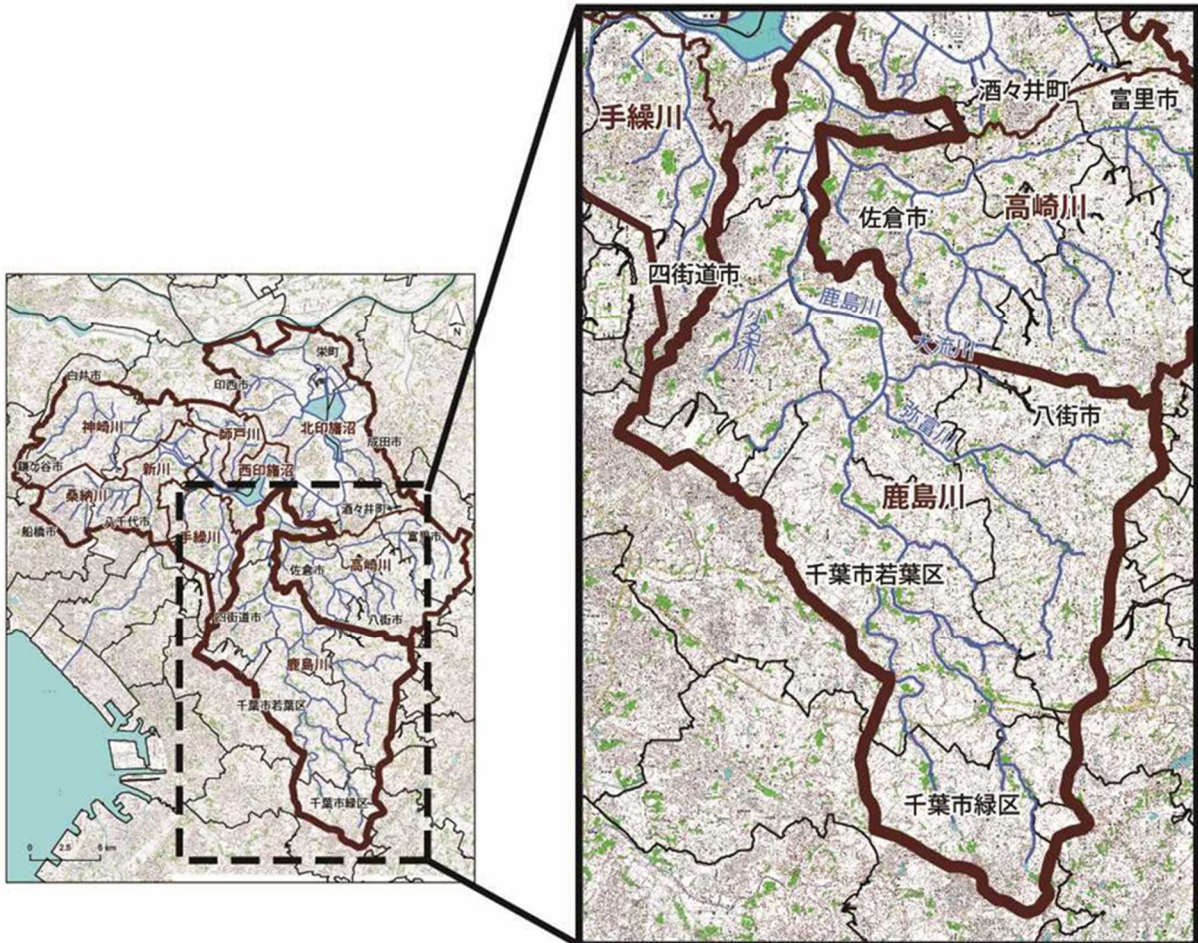 栄町
白井市
印西市
神崎川
師戸川
北印旛沼
成田市
鎌ケ谷市
新川
西印旛沼
桑納川
船橋市
八千代市
手繰川
酒々井町
富里市
佐倉市
高崎川
四街道市
八街市
鹿島川
千葉市若葉区
千葉市緑区
0 2.5 5 km
N
酒々井町
富里市
手繰川
佐倉市
高崎川
四街道市
鹿島川
小名木川
大流川
八街市
弥富川
鹿島川
千葉市若葉区
千葉市緑区